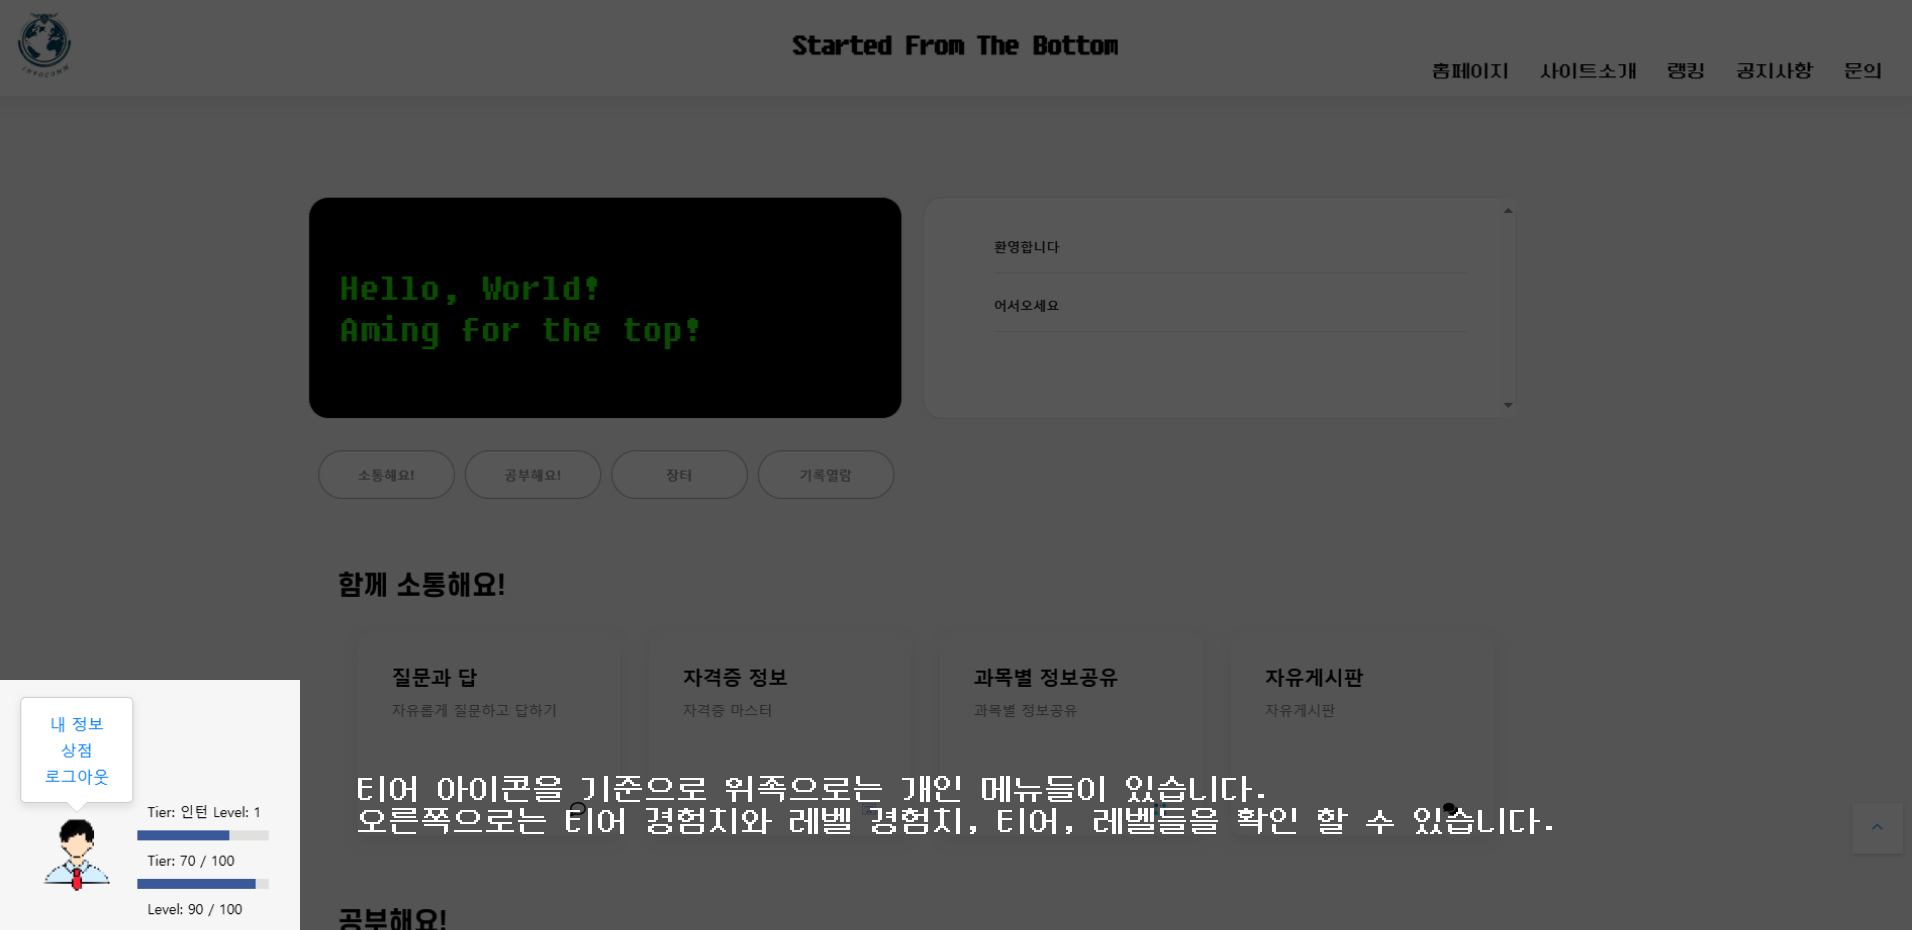 INVOCOMM
Started From The Bottom
홈페이지 사이트소개 랭킹 공지사항 문의
Hello, World!
Aming for the top!
환영합니다
어서오세요
소통해요! 공부해요! 장터 기록열람
함께 소통해요!
질문과 답
자유롭게 질문하고 답하기
자격증 정보
자격증 마스터
과목별 정보공유
과목별 정보공유
자유게시판
자유게시판
내 정보
상점
로그아웃
Tier: 인턴 Level: 1
Tier: 70 / 100
Level: 90 / 100
티어 아이콘을 기준으로 위족으로는 개인 메뉴들이 있습니다.
오른쪽으로는 티어 경험치와 레벨 경험치, 티어, 레벨들을 확인 할 수 있습니다.
공부해요!